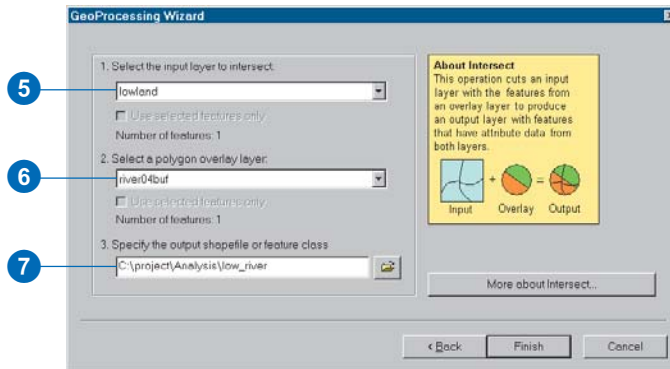 GeoProcessing Wizard
1. Select the input layer to intersect:
5
lowland
Use selected features only
Number of features: 1
2. Select a polygon overlay layer:
6
river04buf
Use selected features only
Number of features: 1
3. Specify the output shapefile or feature class
7
C:\project\Analysis\low_river
About Intersect
This operation cuts an input
layer with the features from
an overlay layer to produce
an output layer with features
that have attribute data from
both layers.
Input + Overlay = Output
More about Intersect...
< Back
Finish
Cancel